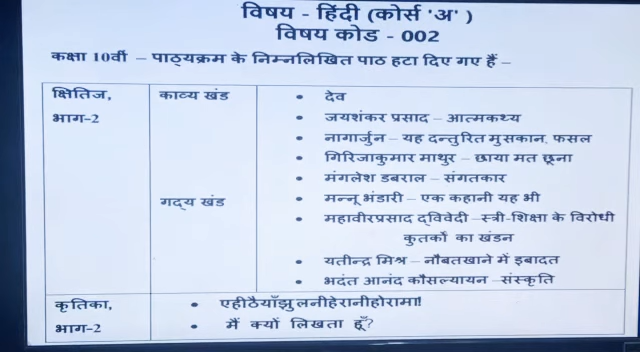 विषय - हिंदी (कोर्स 'अ' )
विषय कोड - 002
कक्षा 10वीं – पाठ्यक्रम के निम्नलिखित पाठ हटा दिए गए हैं –
क्षितिज,
भाग-2
काव्य खंड
• देव
• जयशंकर प्रसाद – आत्मकथ्य
• नागार्जुन – यह दन्तुरित मुसकान, फसल
• गिरिजाकुमार माथुर – छाया मत छूना
• मंगलेश डबराल – संगतकार
गद्य खंड
• मन्नू भंडारी – एक कहानी यह भी
• महावीरप्रसाद द्विवेदी –स्त्री-शिक्षा के विरोधी
कुतर्कों का खंडन
• यतीन्द्र मिश्र – नौबतखाने में इबादत
• भदंत आनंद कौसल्यायन –संस्कृति
कृतिका,
भाग-2
• एहीठैयाँझुलनीहेरानीहोरामा!
• मैं क्यों लिखता हूँ?